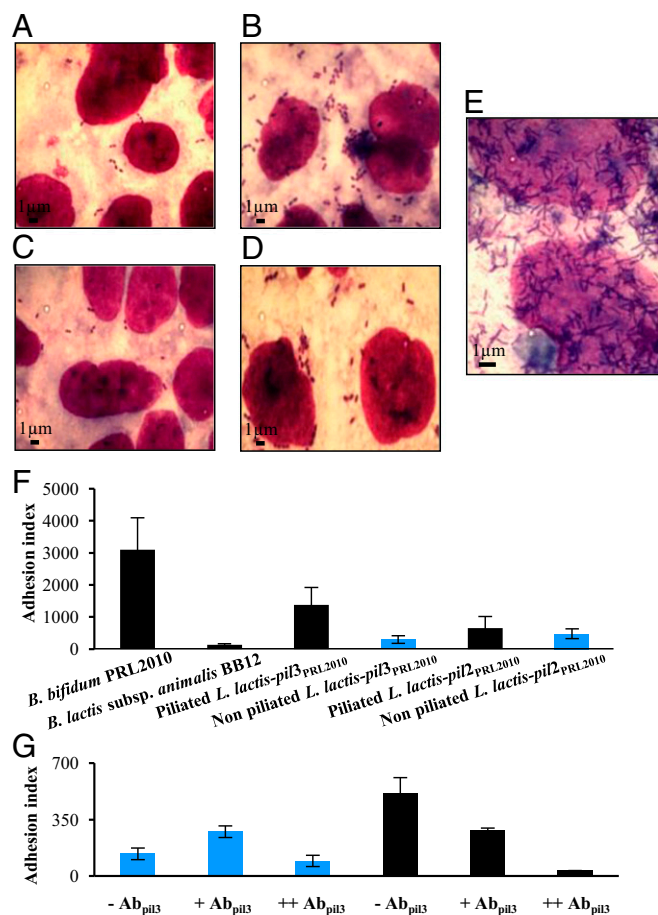 A
B
1μm
1μm
C
D
1μm
1μm
E
1μm
F
Adhesion index
5000
4000
3000
2000
1000
0
B. bifidum PRL2010
B. lactis subsp. animalis BB12
Piliated L. lactis-pil3PRL2010
Non piliated L. lactis-pil3PRL2010
Piliated L. lactis-pil2PRL2010
Non piliated L. lactis-pil2PRL2010
G
Adhesion index
700
350
0
- Abpil3 + Abpil3 ++ Abpil3 - Abpil3 + Abpil3 ++ Abpil3